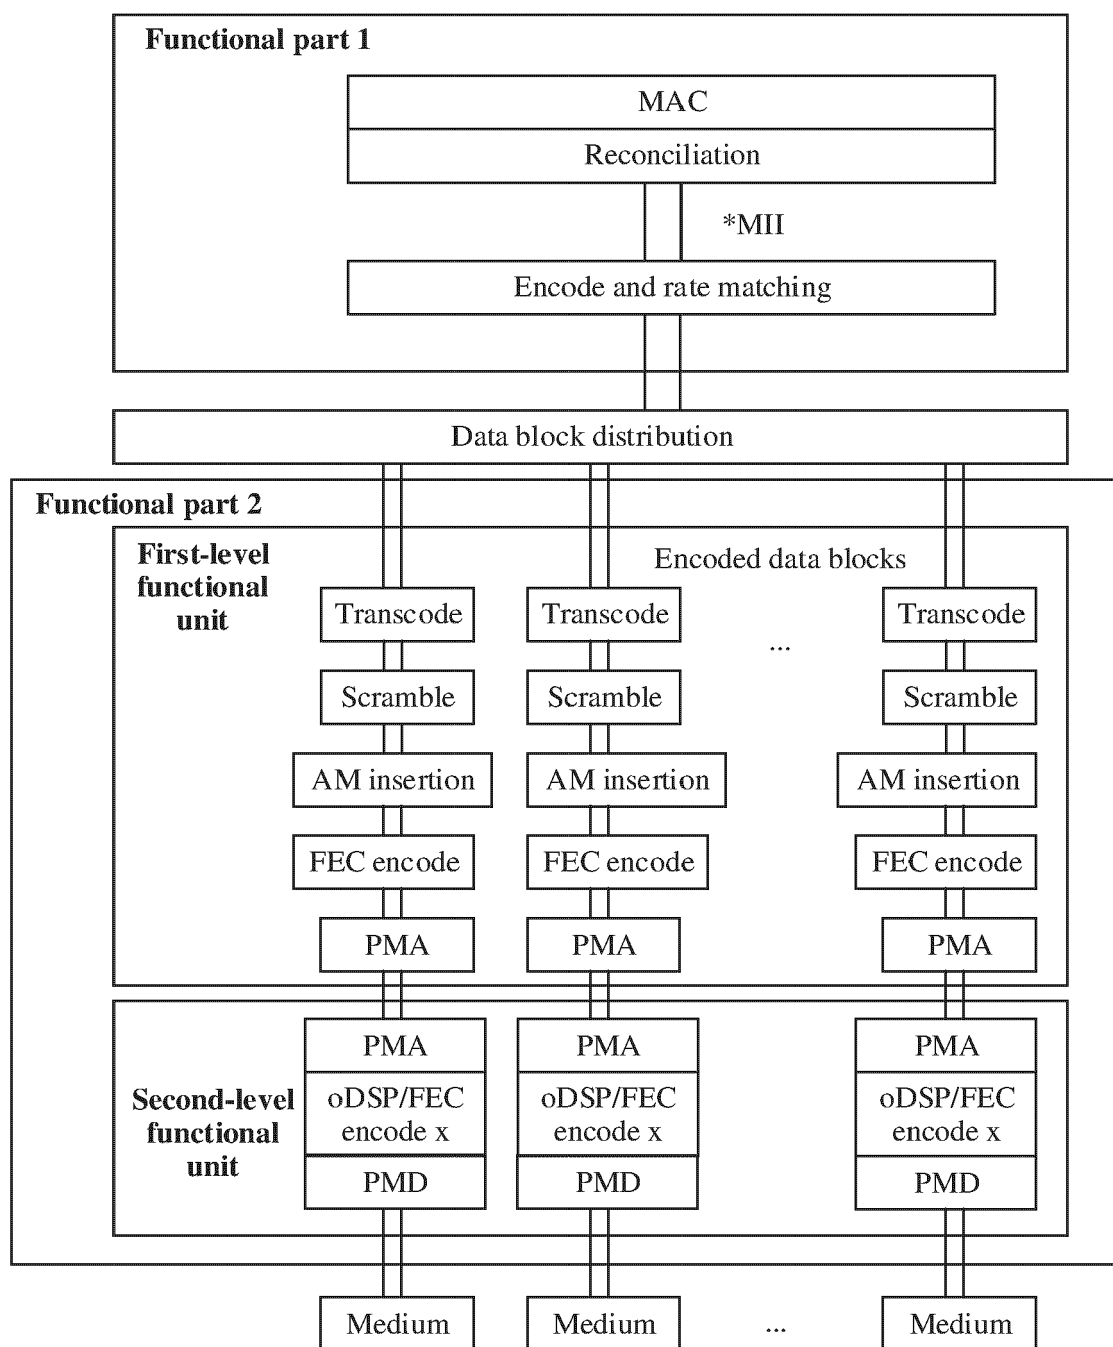 Functional part 1
MAC
Reconciliation
*MII
Encode and rate matching
Data block distribution
Functional part 2
First-level
functional
unit
Encoded data blocks
Transcode Transcode ... Transcode
Scramble Scramble Scramble
AM insertion AM insertion AM insertion
FEC encode FEC encode FEC encode
PMA PMA PMA
Second-level
functional
unit
PMA PMA PMA
oDSP/FEC oDSP/FEC oDSP/FEC
encode x encode x encode x
PMD PMD PMD
Medium Medium ... Medium